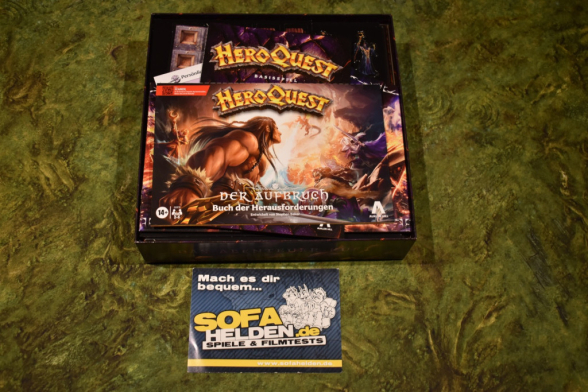 HEROQUEST
BASISSPIEL
HEROQUEST
DER AUFBRUCH
Buch der Herausforderungen
14+
Mach es dir
bequem...
SOFA
HELDEN.de
SPIELE & FILMTESTS